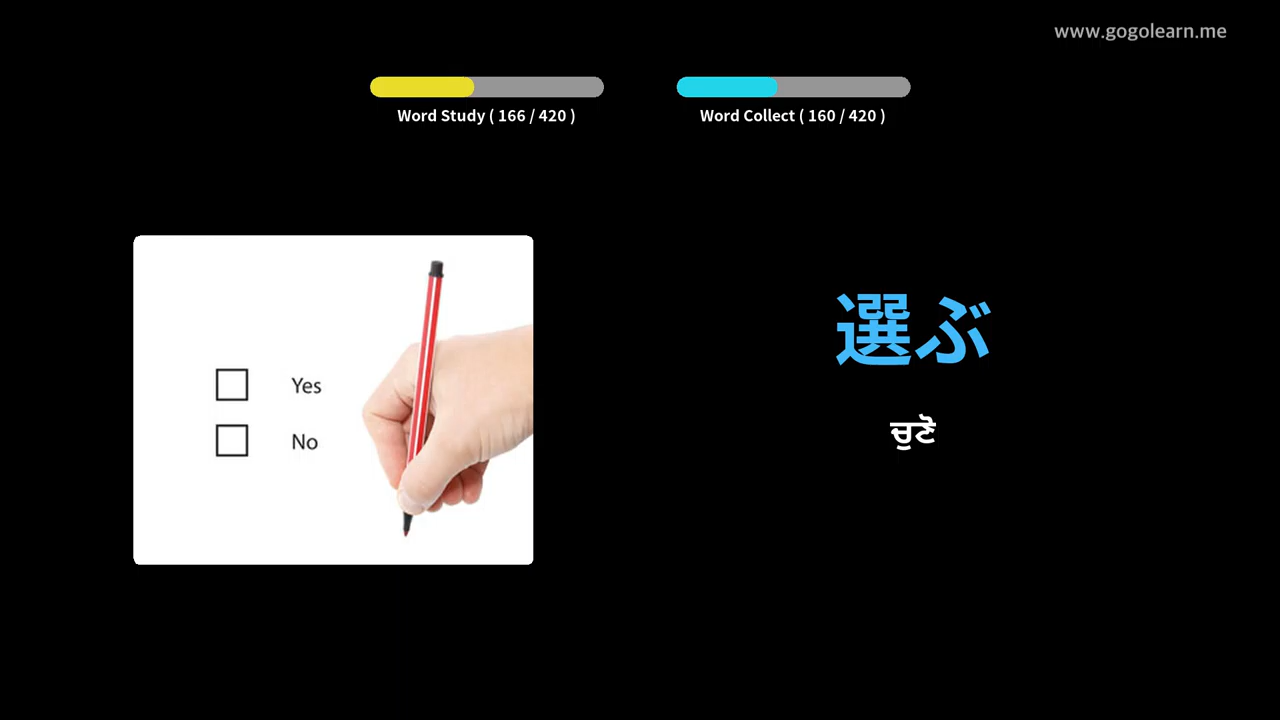 www.gogolearn.me
Word Study ( 166 / 420 )
Word Collect ( 160 / 420 )
Yes
No
選ぶ
ਚੁਣੋ